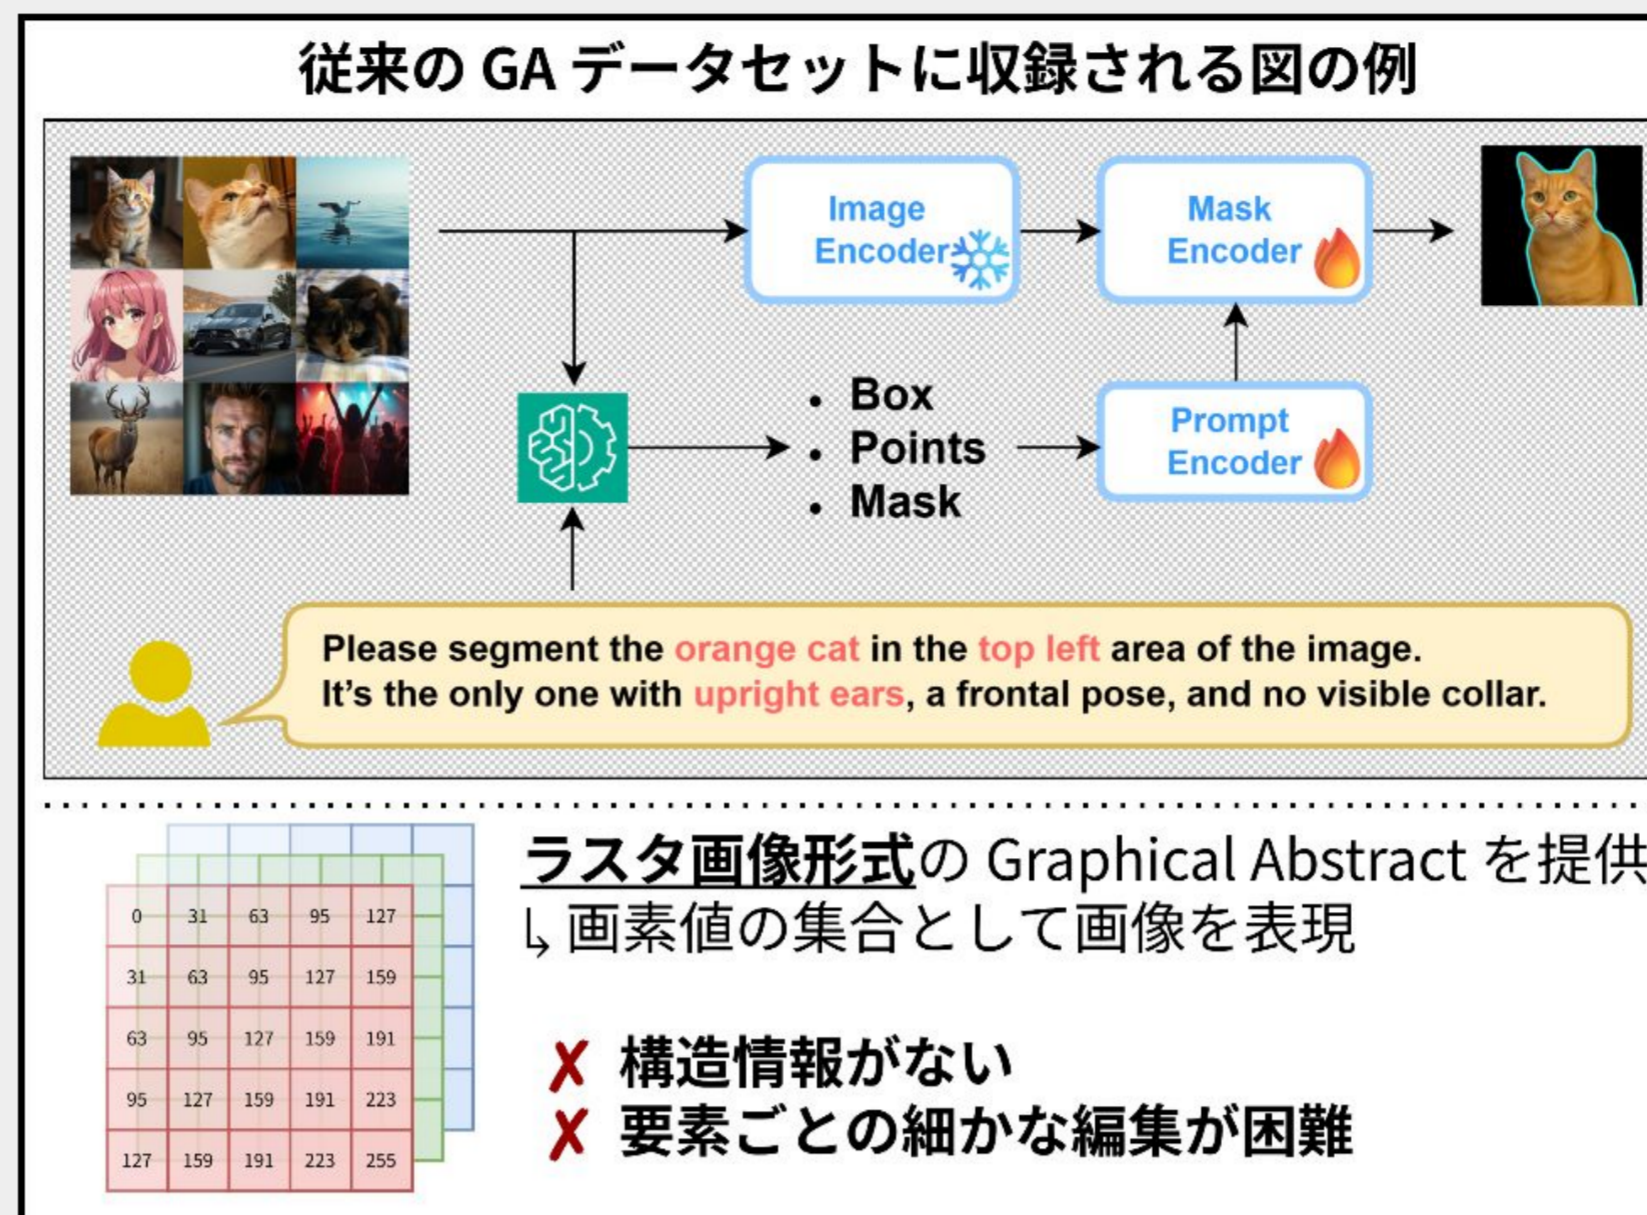 従来の GA データセットに収録される図の例
Image
Encoder
Mask
Encoder
• Box
• Points
• Mask
Prompt
Encoder
Please segment the orange cat in the top left area of the image.
It’s the only one with upright ears, a frontal pose, and no visible collar.
ラスタ画像形式の Graphical Abstract を提供
↳ 画素値の集合として画像を表現
✗ 構造情報がない
✗ 要素ごとの細かな編集が困難
0 31 63 95 127
31 63 95 127 159
63 95 127 159 191
95 127 159 191 223
127 159 191 223 255